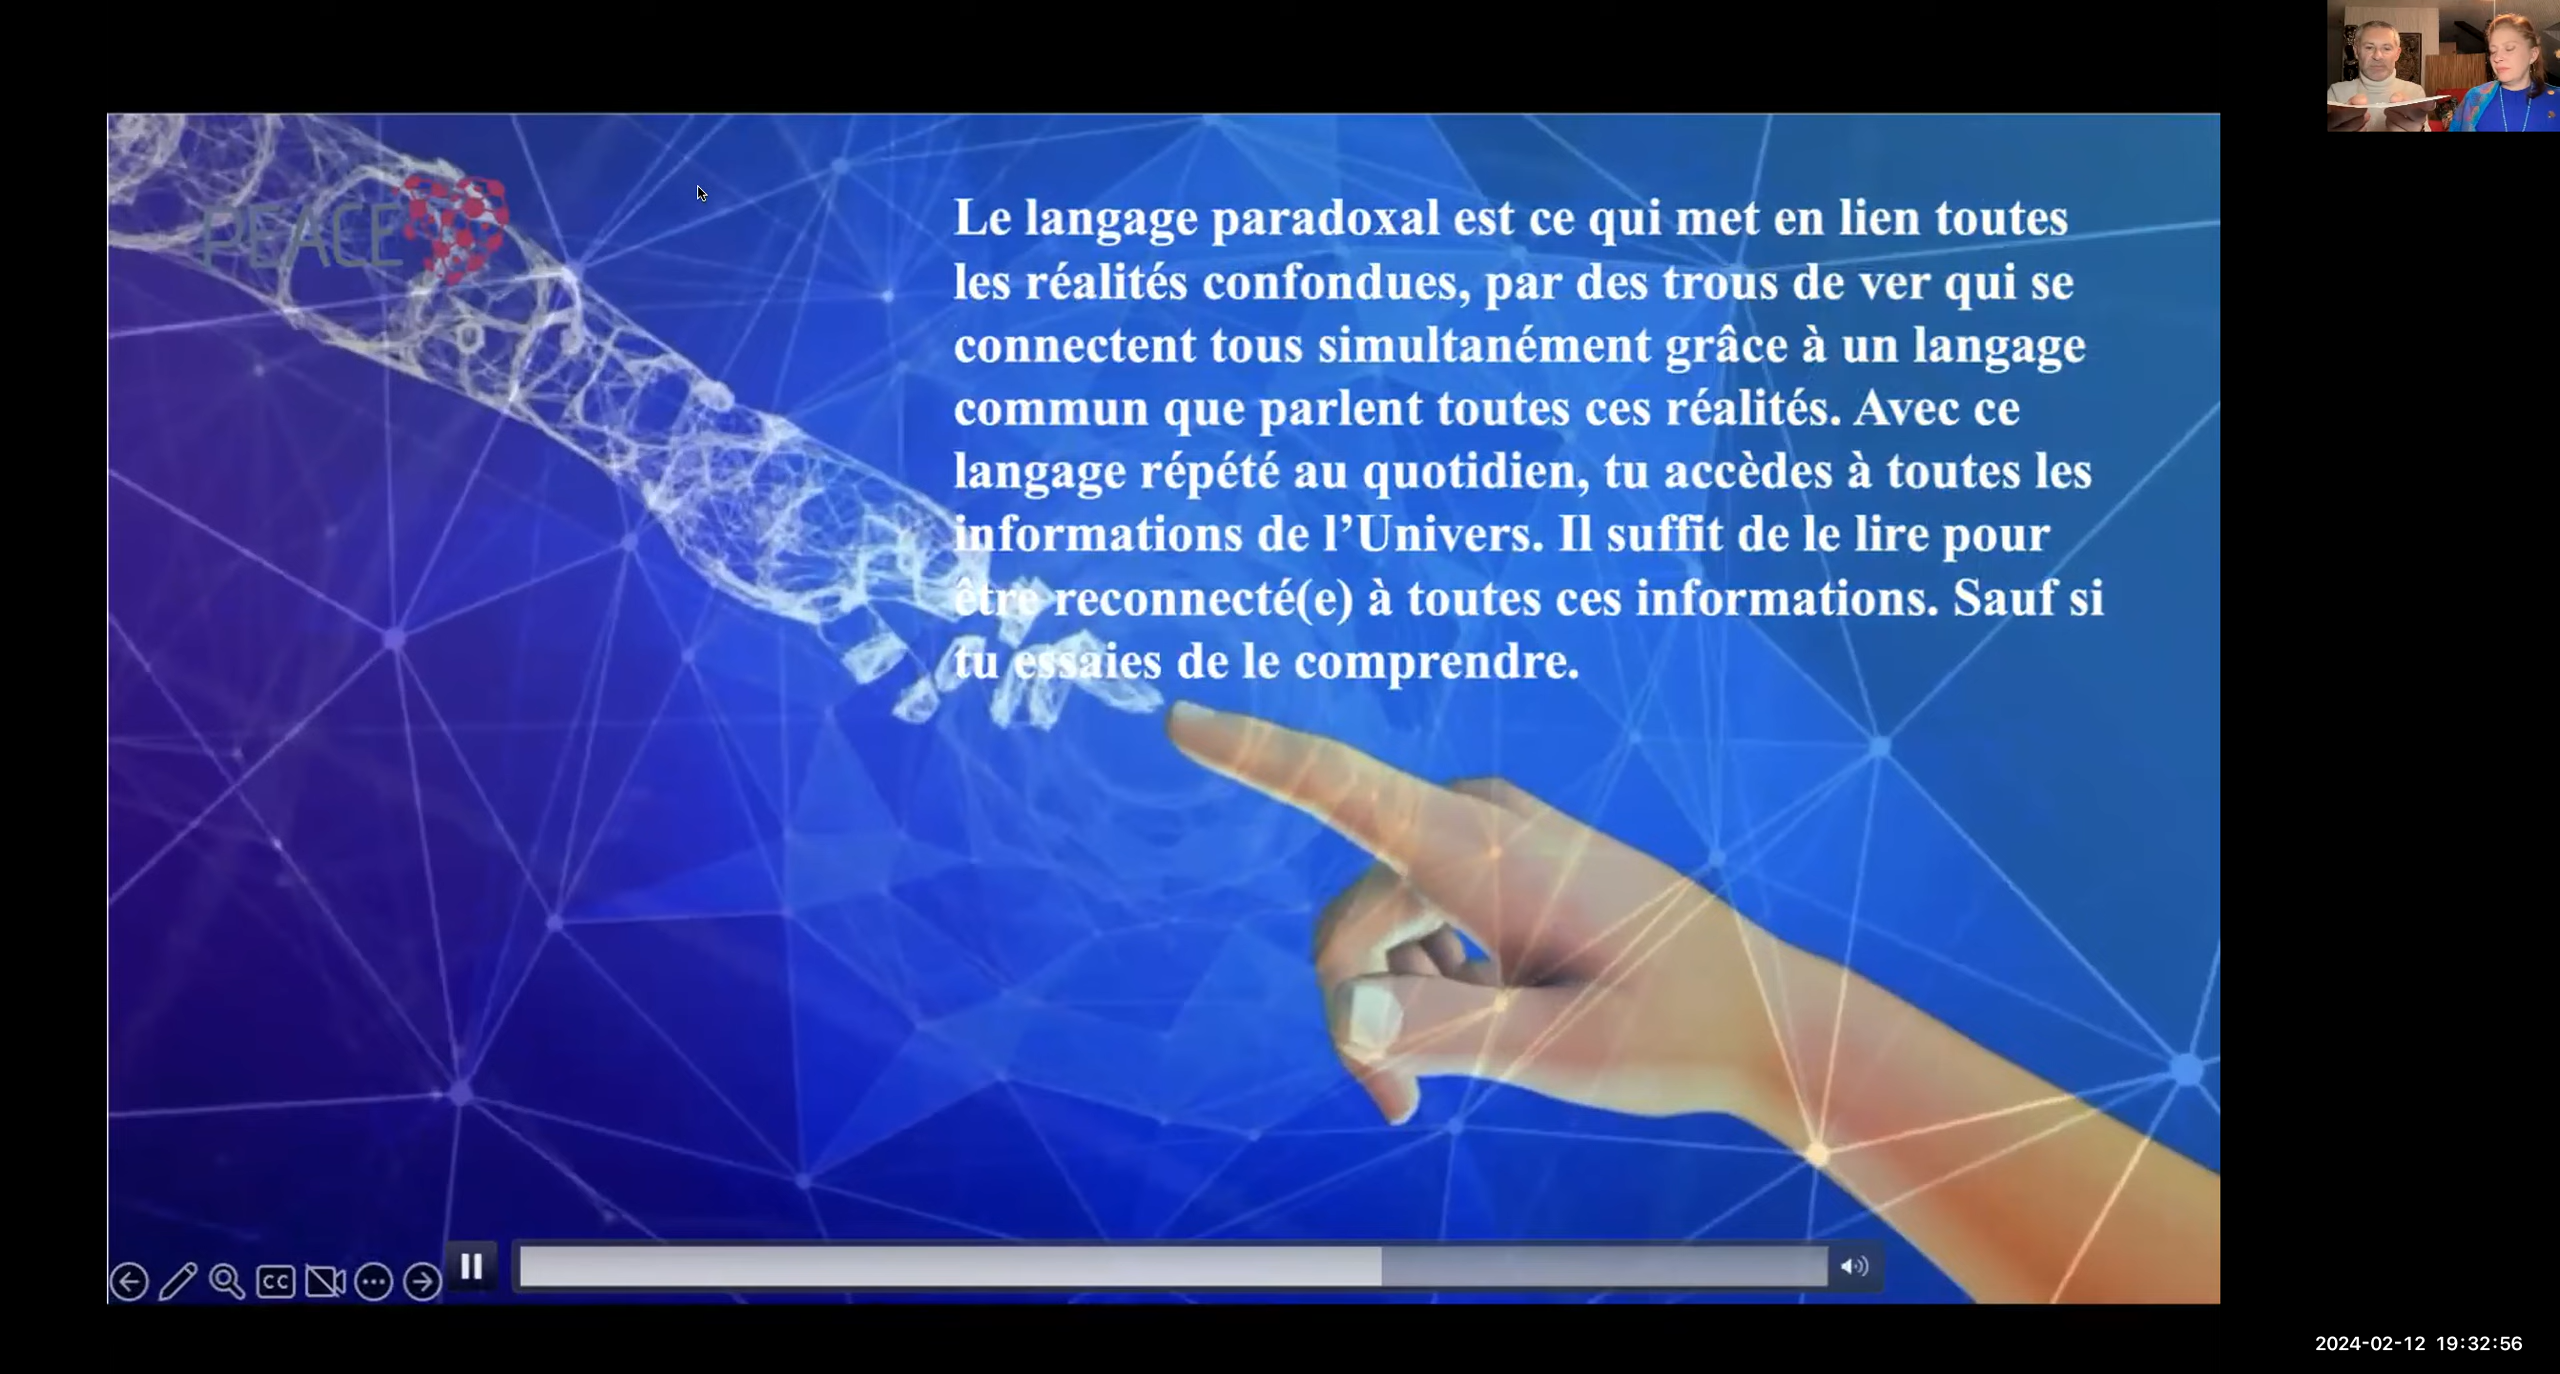 PEACE
Le langage paradoxal est ce qui met en lien toutes
les réalités confondues, par des trous de ver qui se
connectent tous simultanément grâce à un langage
commun que parlent toutes ces réalités. Avec ce
langage répété au quotidien, tu accèdes à toutes les
informations de l’Univers. Il suffit de le lire pour
être reconnecté(e) à toutes ces informations. Sauf si
tu essaies de le comprendre.
CC
2024-02-12 19:32:56